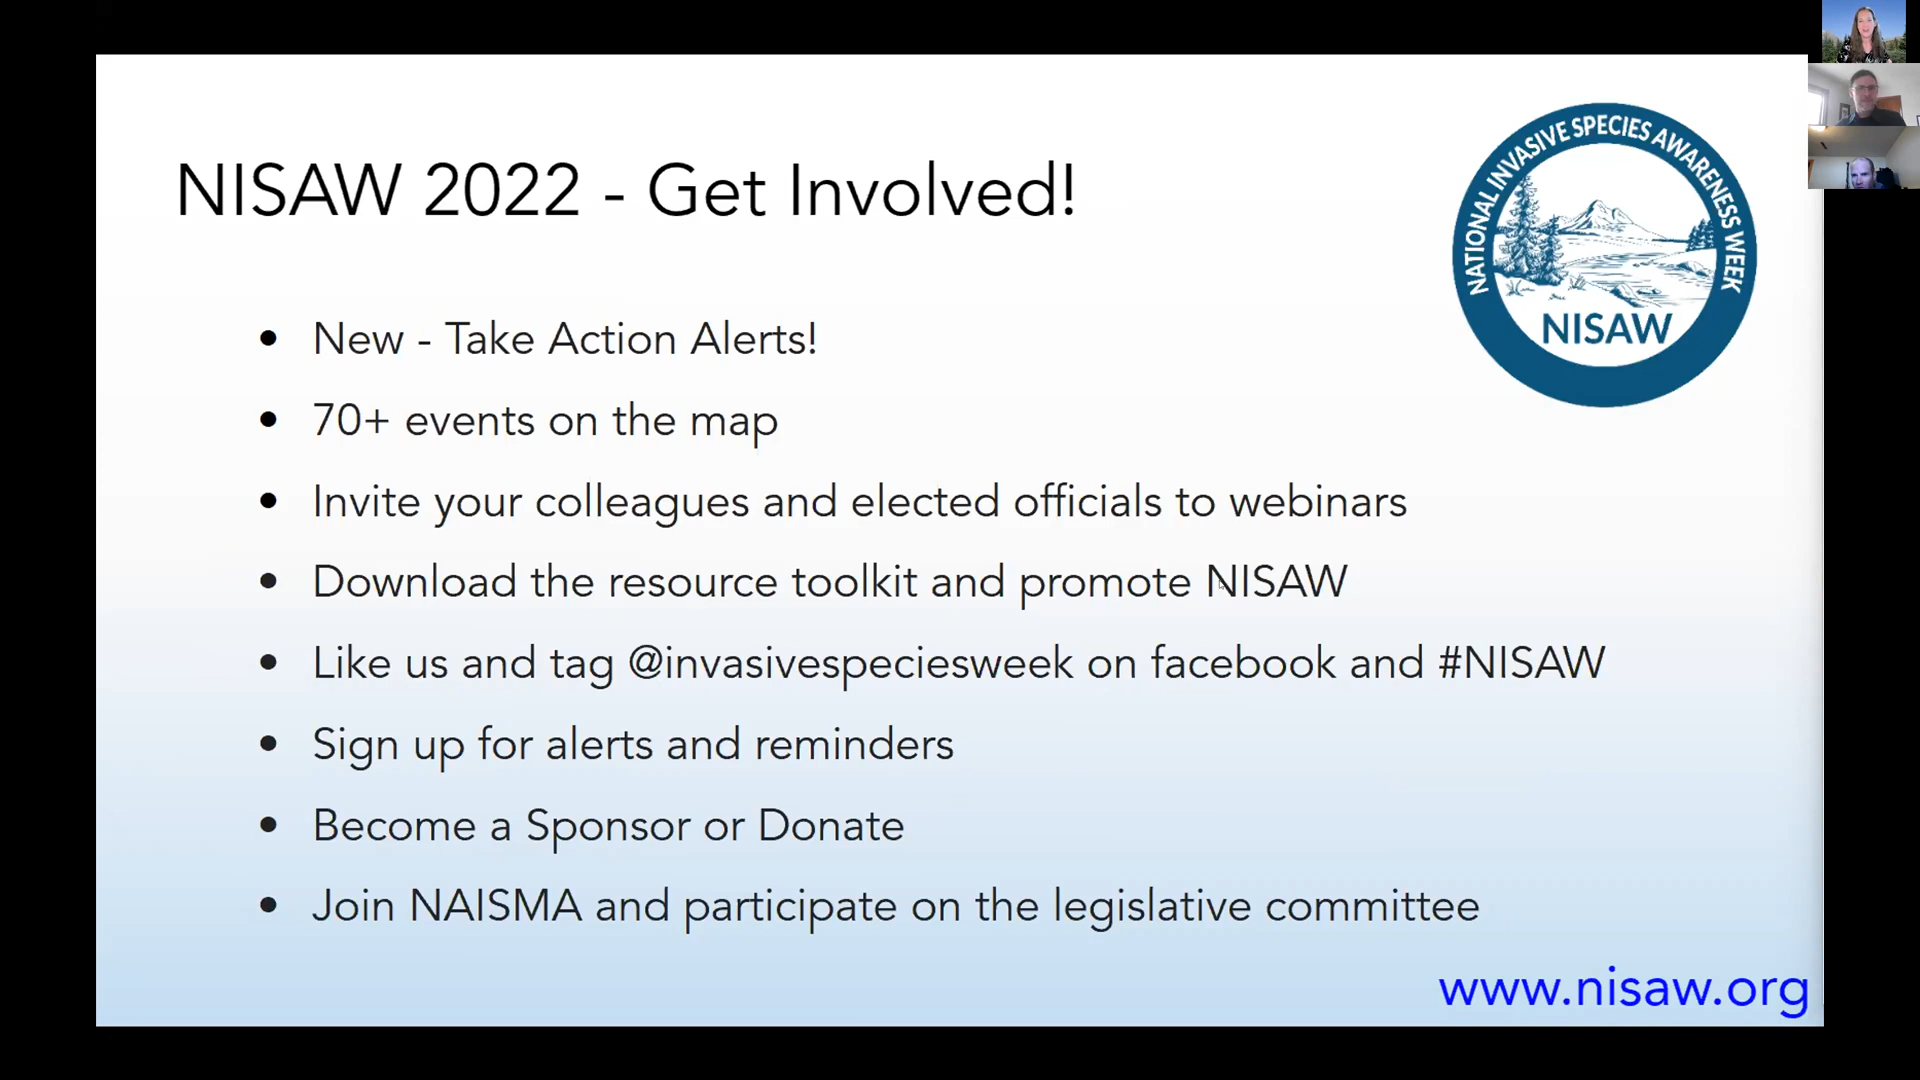 NISAW 2022 - Get Involved!
NATIONAL INVASIVE SPECIES AWARENESS WEEK
NISAW
• New - Take Action Alerts!
• 70+ events on the map
• Invite your colleagues and elected officials to webinars
• Download the resource toolkit and promote NISAW
• Like us and tag @invasivespeciesweek on facebook and #NISAW
• Sign up for alerts and reminders
• Become a Sponsor or Donate
• Join NAISMA and participate on the legislative committee
www.nisaw.org